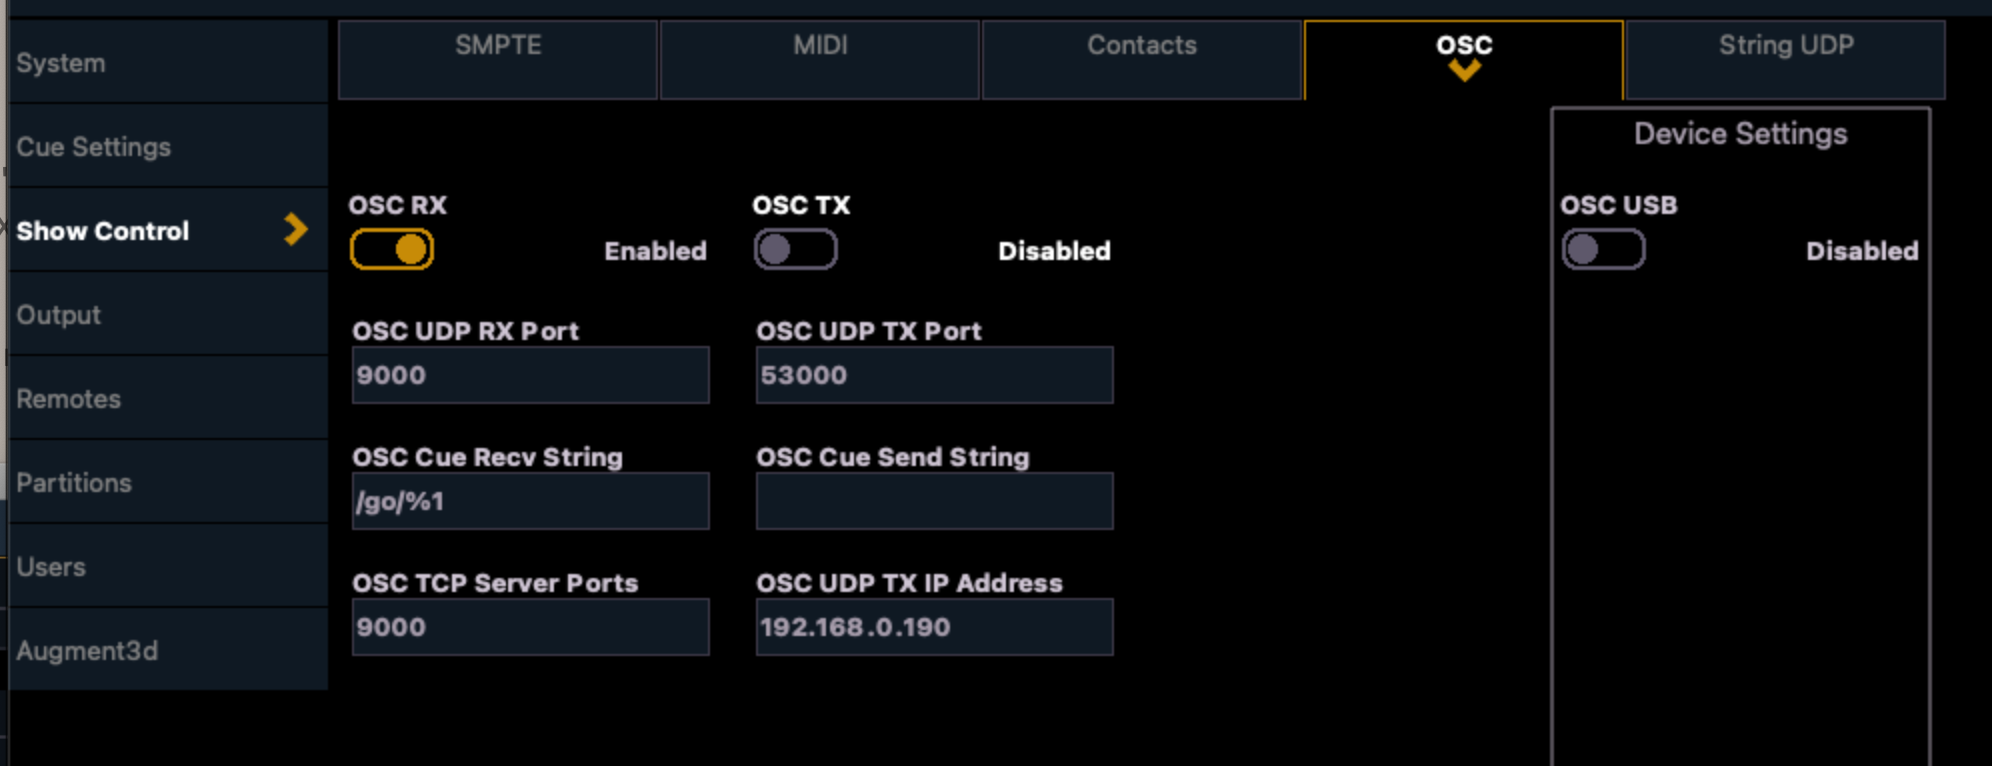 SMPTE
MIDI
Contacts
OSC
String UDP
System
Cue Settings
Show Control
Output
Remotes
Partitions
Users
Augment3d
OSC RX
Enabled
OSC TX
Disabled
OSC UDP RX Port
9000
OSC UDP TX Port
53000
OSC Cue Recv String
/go/%1
OSC Cue Send String
OSC TCP Server Ports
9000
OSC UDP TX IP Address
192.168.0.190
Device Settings
OSC USB
Disabled